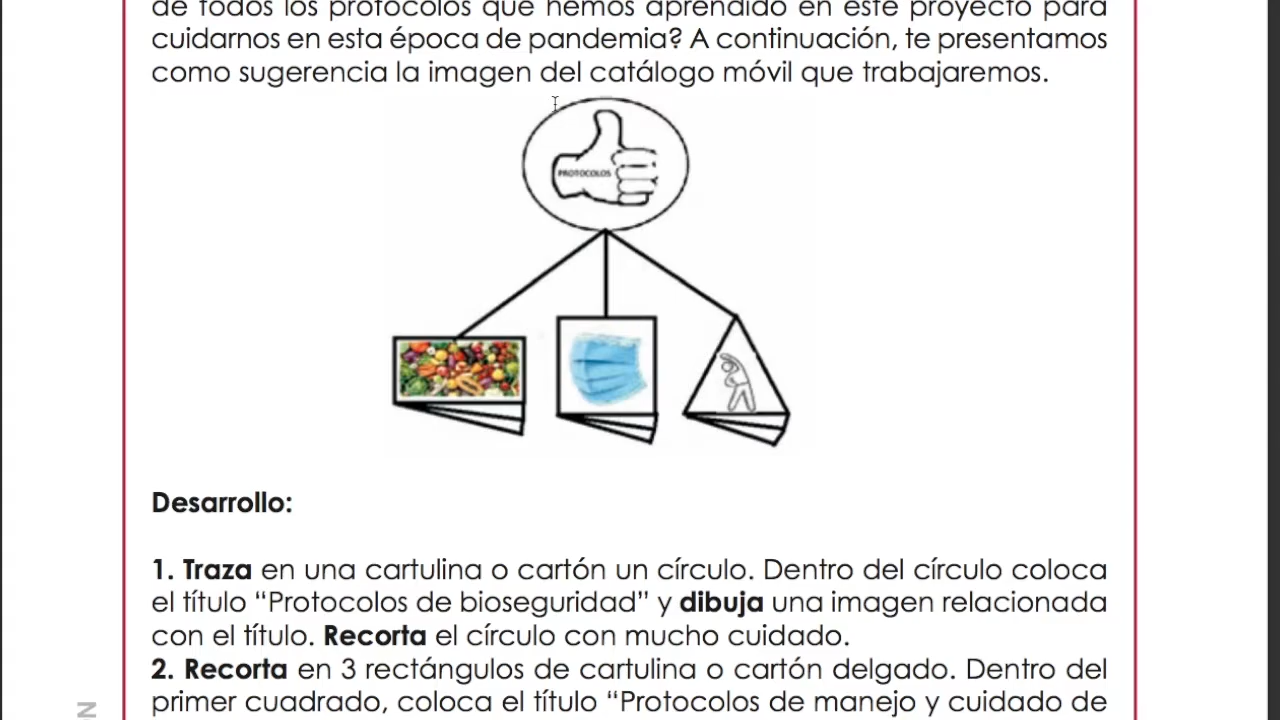 de todos los protocolos que hemos aprendido en este proyecto para
cuidarnos en esta época de pandemia? A continuación, te presentamos
como sugerencia la imagen del catálogo móvil que trabajaremos.
PROTOCOLOS
Desarrollo:
1. Traza en una cartulina o cartón un círculo. Dentro del círculo coloca
el título “Protocolos de bioseguridad” y dibuja una imagen relacionada
con el título. Recorta el círculo con mucho cuidado.
2. Recorta en 3 rectángulos de cartulina o cartón delgado. Dentro del
primer cuadrado, coloca el título “Protocolos de manejo y cuidado de